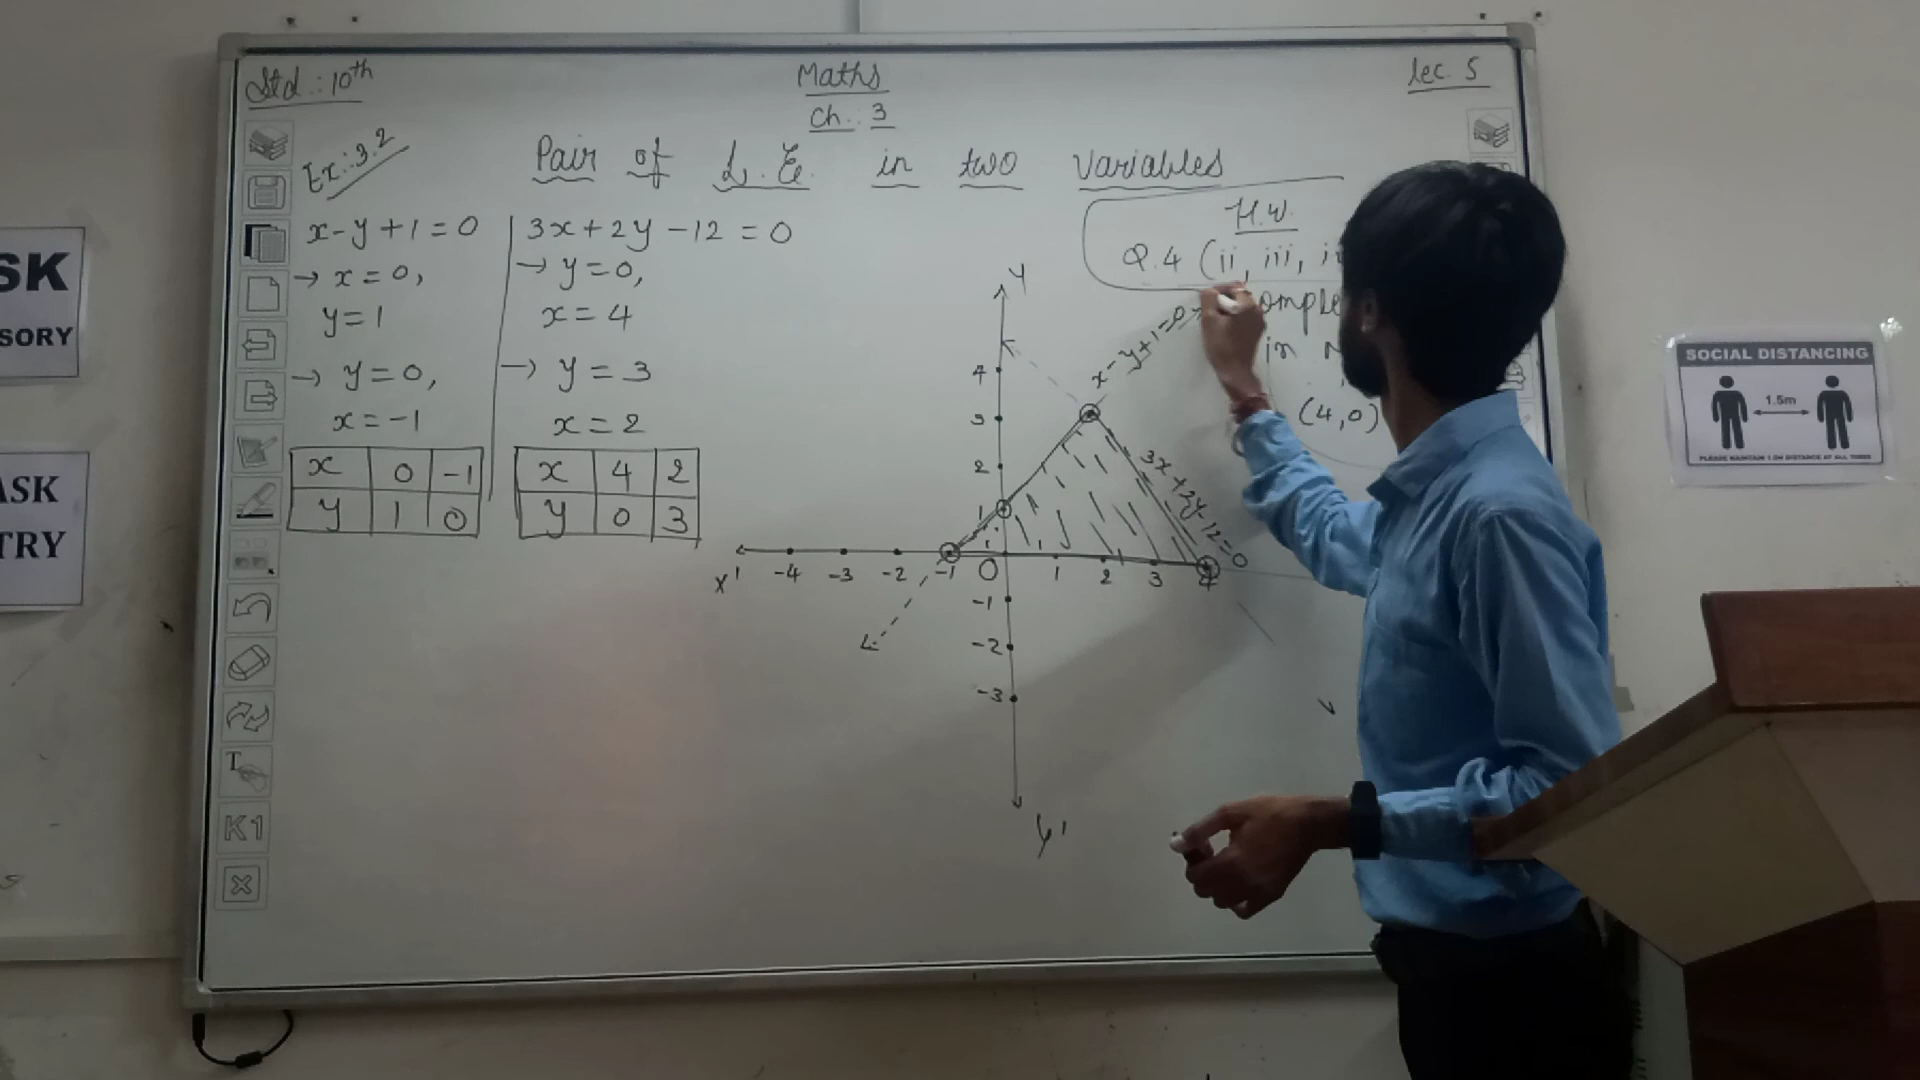 Std.: 10th
Maths
Lec. 5
Ch.: 3
Ex.: 3.2
Pair of L.E. in two variables
x-y+1=0
→ x=0,
y=1
→ y=0,
x=-1
x 0 -1
y 1 0
3x+2y-12=0
→ y=0,
x=4
→ y=3
x=2
x 4 2
y 0 3
H.W.
Q.4 (ii, iii,
in
(4,0)
Y
4
3
2
1
X' -4 -3 -2 -1 O 1 2 3 4
-1
-2
-3
Y'
3x+2y-12=0
T
K1
SK
SORY
ASK
TRY
SOCIAL DISTANCING
1.5m